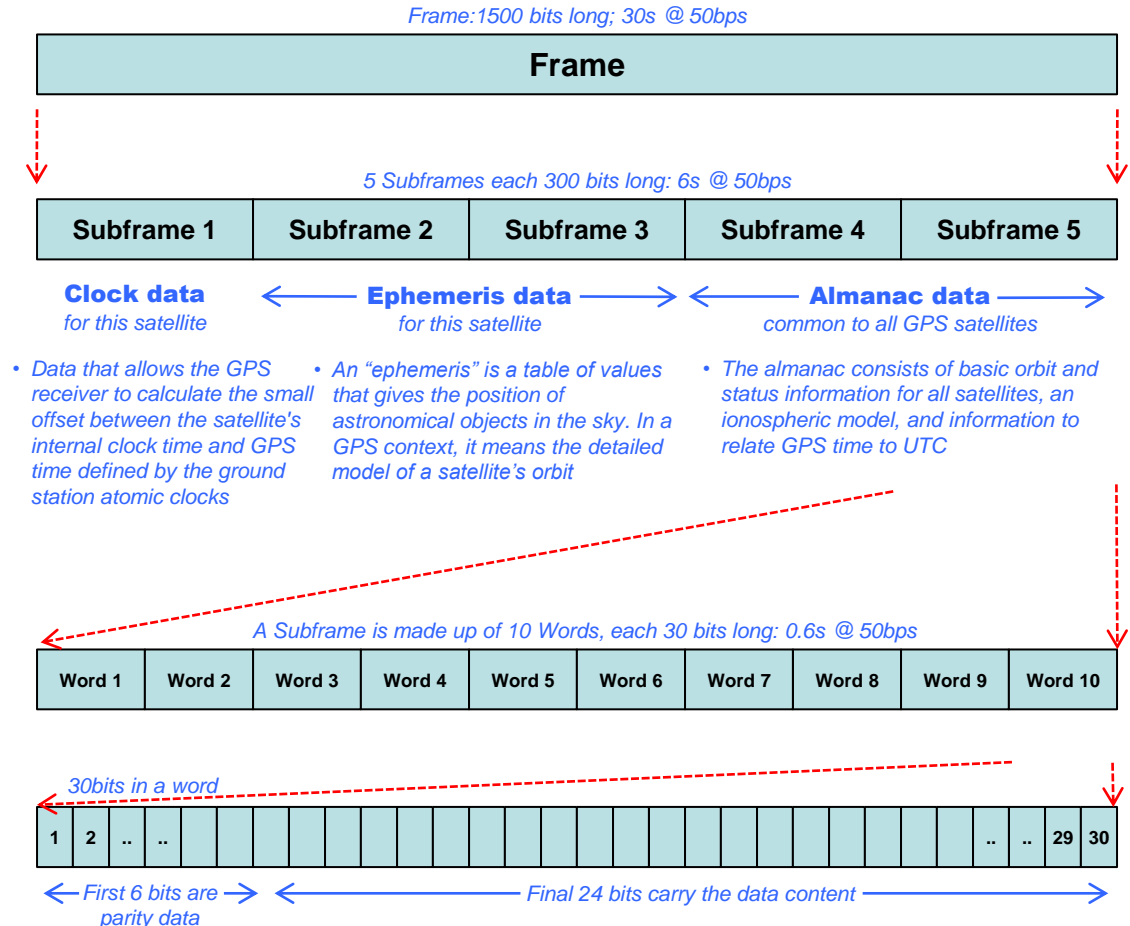 Frame:1500 bits long; 30s @ 50bps
Frame
5 Subframes each 300 bits long: 6s @ 50bps
Subframe 1 Subframe 2 Subframe 3 Subframe 4 Subframe 5
Clock data
for this satellite
• Data that allows the GPS
receiver to calculate the small
offset between the satellite's
internal clock time and GPS
time defined by the ground
station atomic clocks
Ephemeris data
for this satellite
• An “ephemeris” is a table of values
that gives the position of
astronomical objects in the sky. In a
GPS context, it means the detailed
model of a satellite’s orbit
Almanac data
common to all GPS satellites
• The almanac consists of basic orbit and
status information for all satellites, an
ionospheric model, and information to
relate GPS time to UTC
A Subframe is made up of 10 Words, each 30 bits long: 0.6s @ 50bps
Word 1 Word 2 Word 3 Word 4 Word 5 Word 6 Word 7 Word 8 Word 9 Word 10
30bits in a word
1 2 .. .. .. .. 29 30
First 6 bits are
parity data
Final 24 bits carry the data content